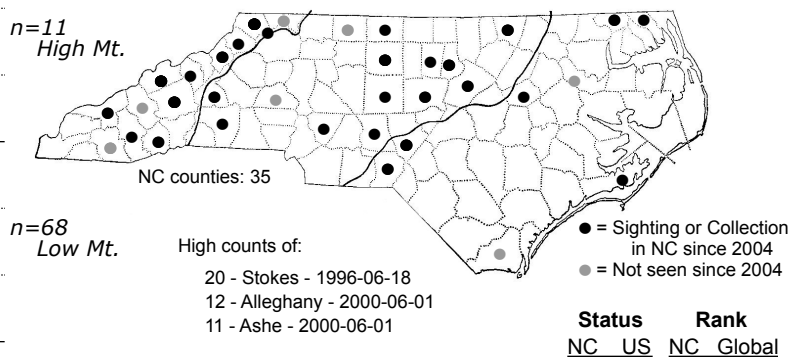 n=11
High Mt.
NC counties: 35
n=68
Low Mt.
High counts of:
20 - Stokes - 1996-06-18
12 - Alleghany - 2000-06-01
11 - Ashe - 2000-06-01
● = Sighting or Collection
in NC since 2004
● = Not seen since 2004
Status Rank
NC US NC Global